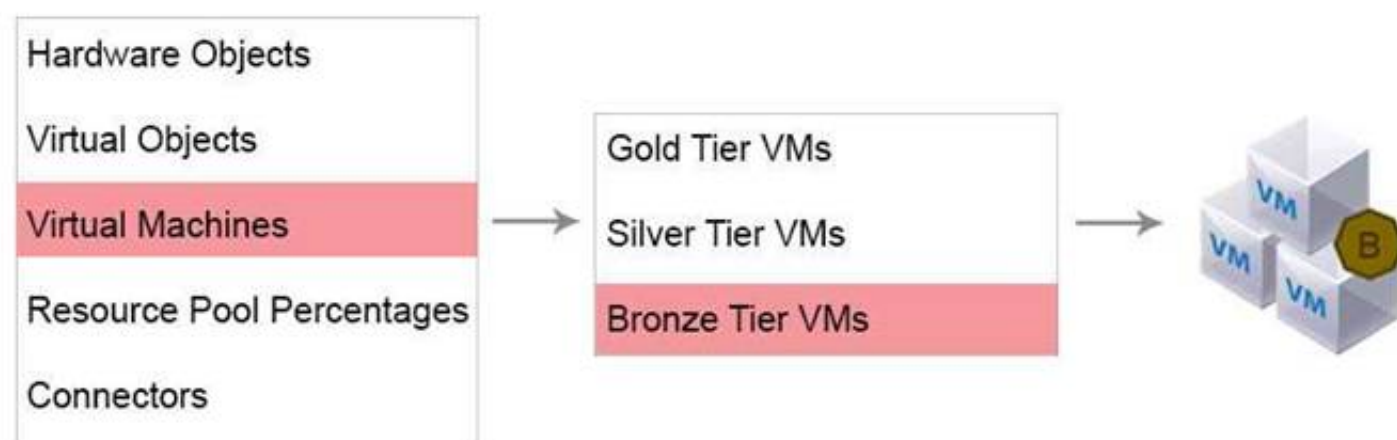 Hardware Objects
Virtual Objects
Virtual Machines
Resource Pool Percentages
Connectors
Gold Tier VMs
Silver Tier VMs
Bronze Tier VMs
VM
VM
VM
B